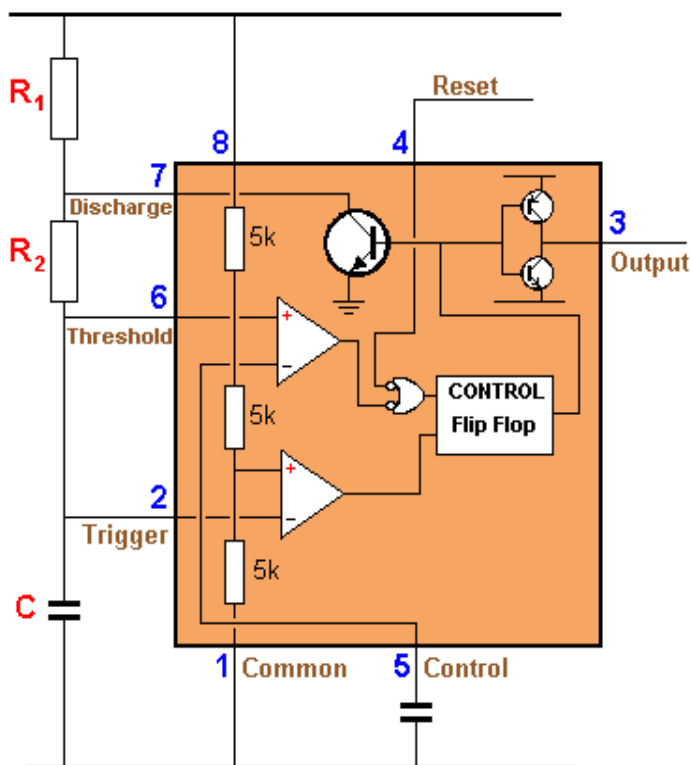 R1
Reset
8
4
7
Discharge
5k
3
R2
Output
6
+
Threshold
−
CONTROL
Flip Flop
5k
+
2
−
Trigger
5k
C
1 Common
5 Control